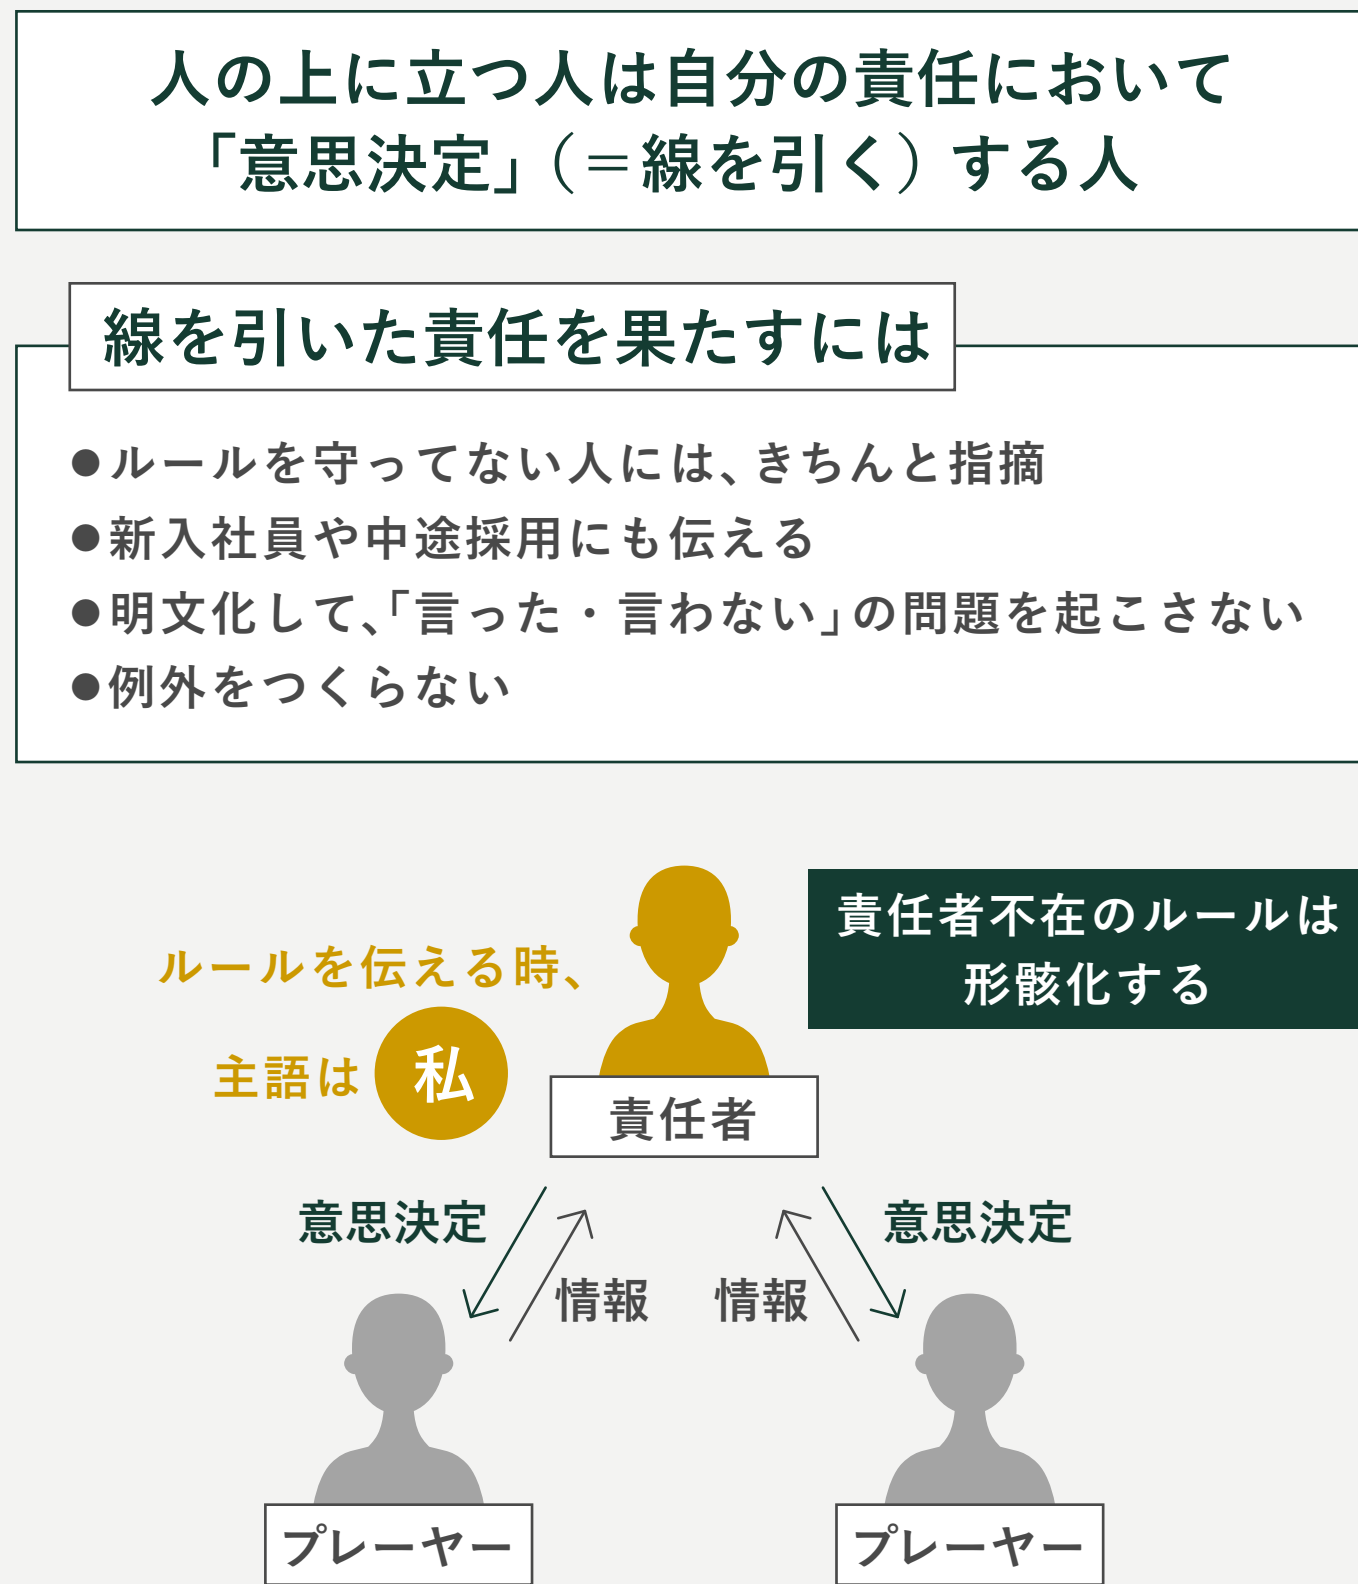 人の上に立つ人は自分の責任において
「意思決定」（＝線を引く）する人
線を引いた責任を果たすには
●ルールを守ってない人には、きちんと指摘
●新入社員や中途採用にも伝える
●明文化して、「言った・言わない」の問題を起こさない
●例外をつくらない
責任者不在のルールは
形骸化する
ルールを伝える時、
主語は 私
責任者
意思決定
意思決定
情報
情報
プレーヤー
プレーヤー